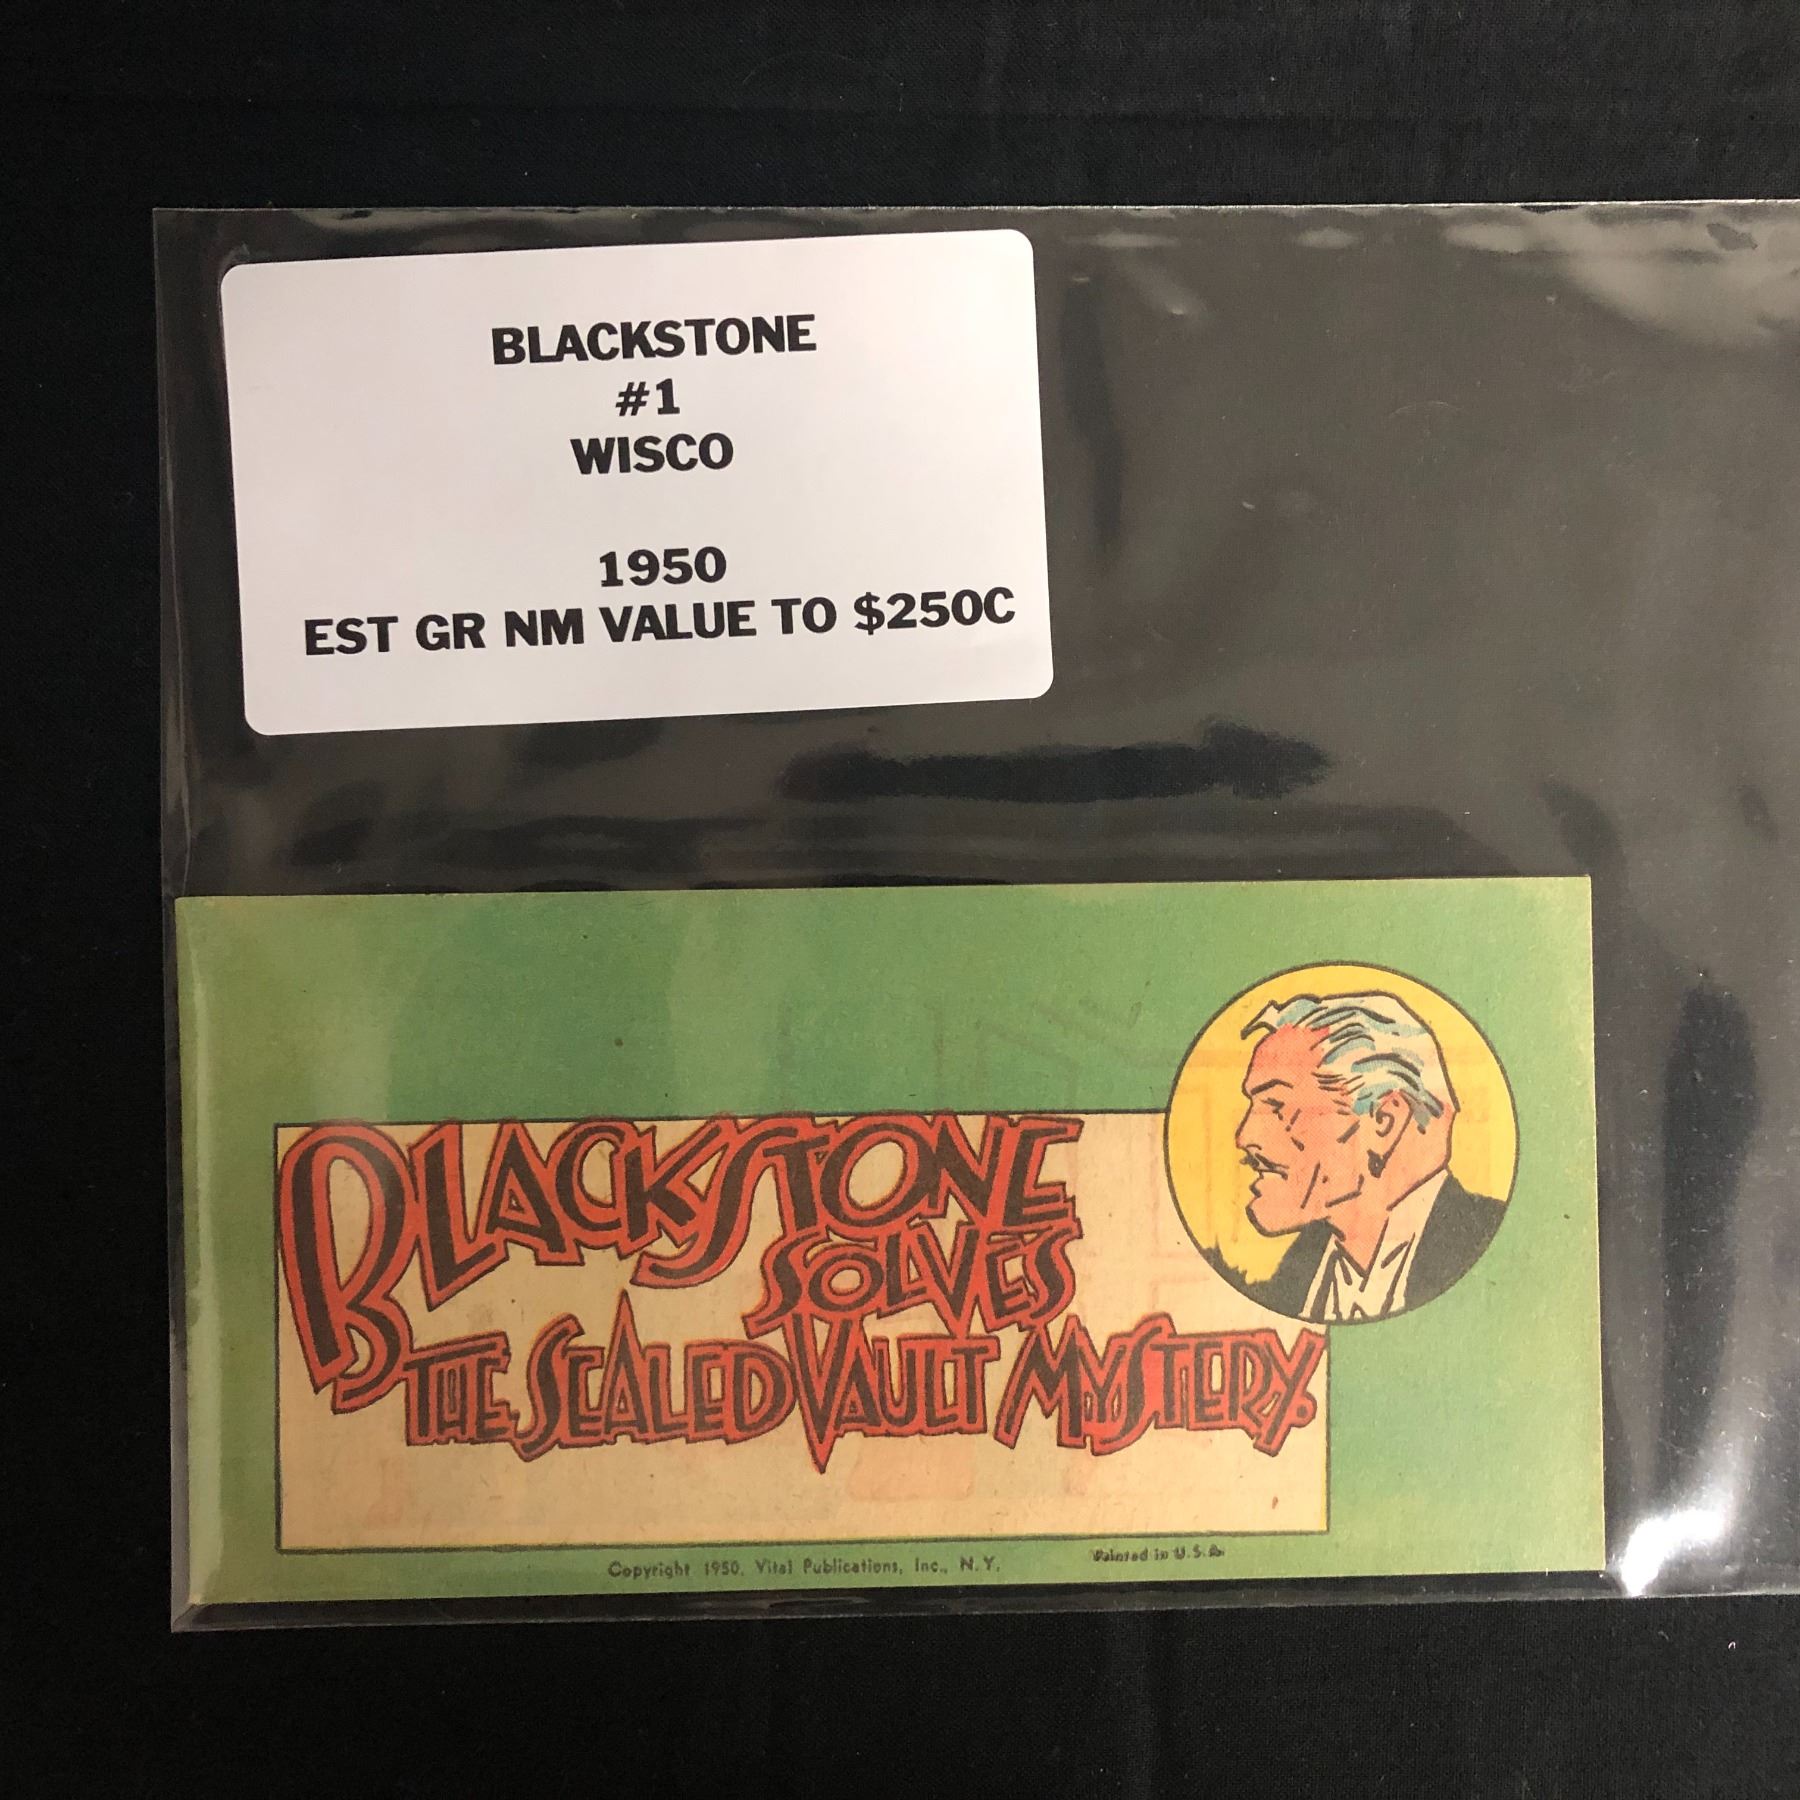 BLACKSTONE
#1
WISCO
1950
EST GR NM VALUE TO $250C
BLACKSTONE
SOLVES
THE SEALED VAULT MYSTERY.
Copyright 1950, Vital Publications, Inc., N. Y.
Printed in U. S. A.